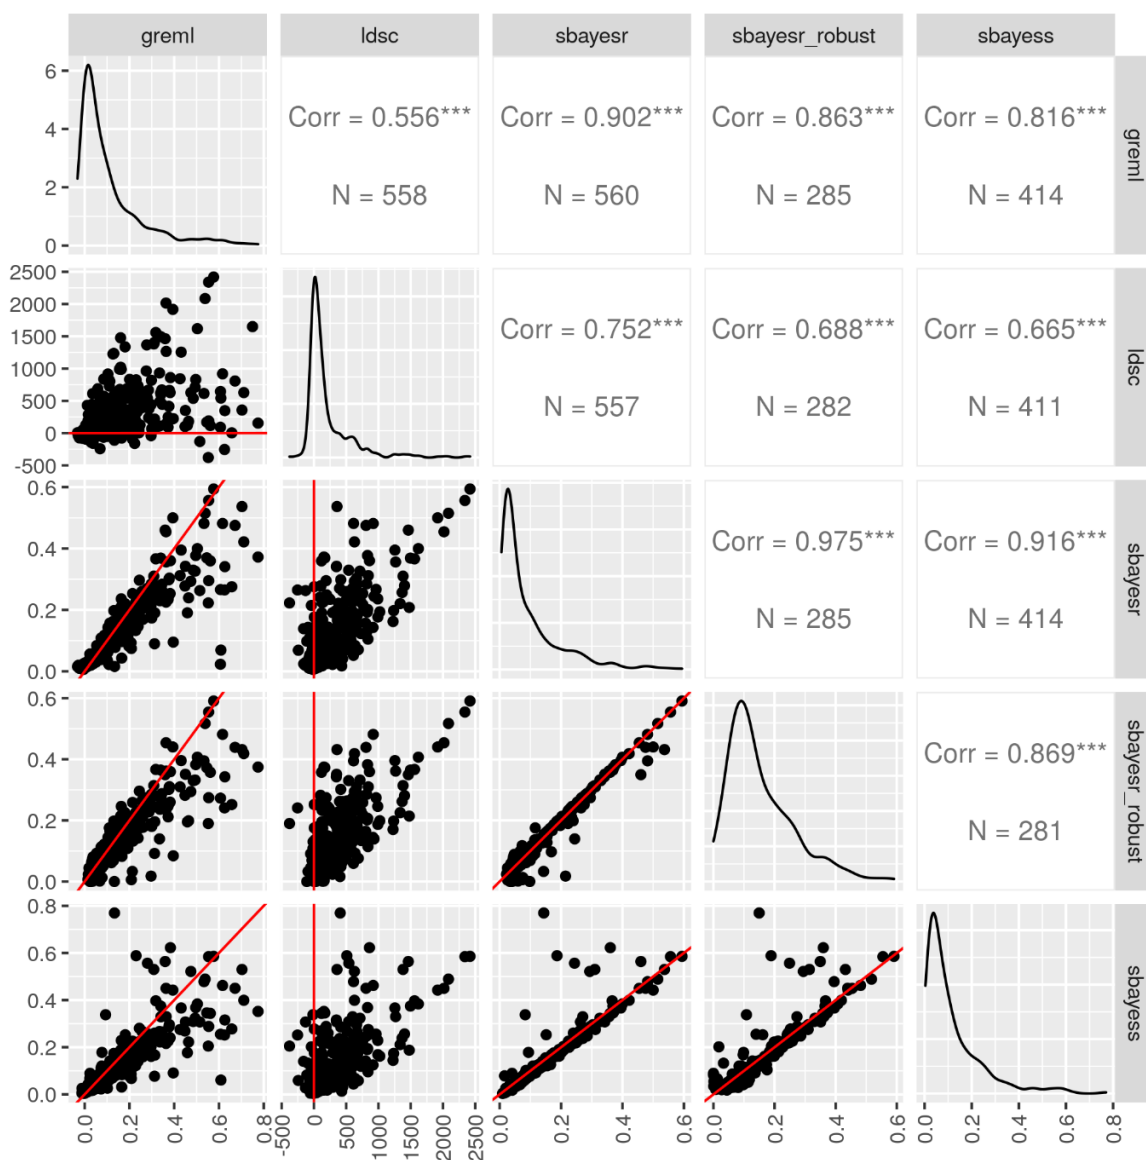 greml ldsc sbayesr sbayesr_robust sbayess
6
4
2
0
Corr = 0.556***
N = 558
Corr = 0.902***
N = 560
Corr = 0.863***
N = 285
Corr = 0.816***
N = 414
greml
2500
2000
1500
1000
500
0
-500
Corr = 0.752***
N = 557
Corr = 0.688***
N = 282
Corr = 0.665***
N = 411
ldsc
0.6
0.4
0.2
0.0
Corr = 0.975***
N = 285
Corr = 0.916***
N = 414
sbayesr
0.6
0.4
0.2
0.0
Corr = 0.869***
N = 281
sbayesr_robust
0.8
0.6
0.4
0.2
0.0
sbayess
0.0 0.2 0.4 0.6 0.8
-500 0 500 1000 1500 2000 2500
0.0 0.2 0.4 0.6
0.0 0.2 0.4 0.6
0.0 0.2 0.4 0.6 0.8